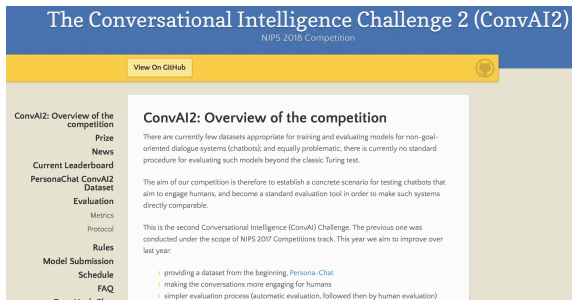 The Conversational Intelligence Challenge 2 (ConvAI2)
NIPS 2018 Competition
View On GitHub
ConvAI2: Overview of the
competition
Prize
News
Current Leaderboard
PersonaChat ConvAI2
Dataset
Evaluation
Metrics
Protocol
Rules
Model Submission
Schedule
FAQ
ConvAI2: Overview of the competition
There are currently few datasets appropriate for training and evaluating models for non-goal-
oriented dialogue systems (chatbots); and equally problematic, there is currently no standard
procedure for evaluating such models beyond the classic Turing test.
The aim of our competition is therefore to establish a concrete scenario for testing chatbots that
aim to engage humans, and become a standard evaluation tool in order to make such systems
directly comparable.
This is the second Conversational Intelligence (ConvAI) Challenge. The previous one was
conducted under the scope of NIPS 2017 Competitions track. This year we aim to improve over
last year:
› providing a dataset from the beginning, Persona-Chat
› making the conversations more engaging for humans
› simpler evaluation process (automatic evaluation, followed then by human evaluation)